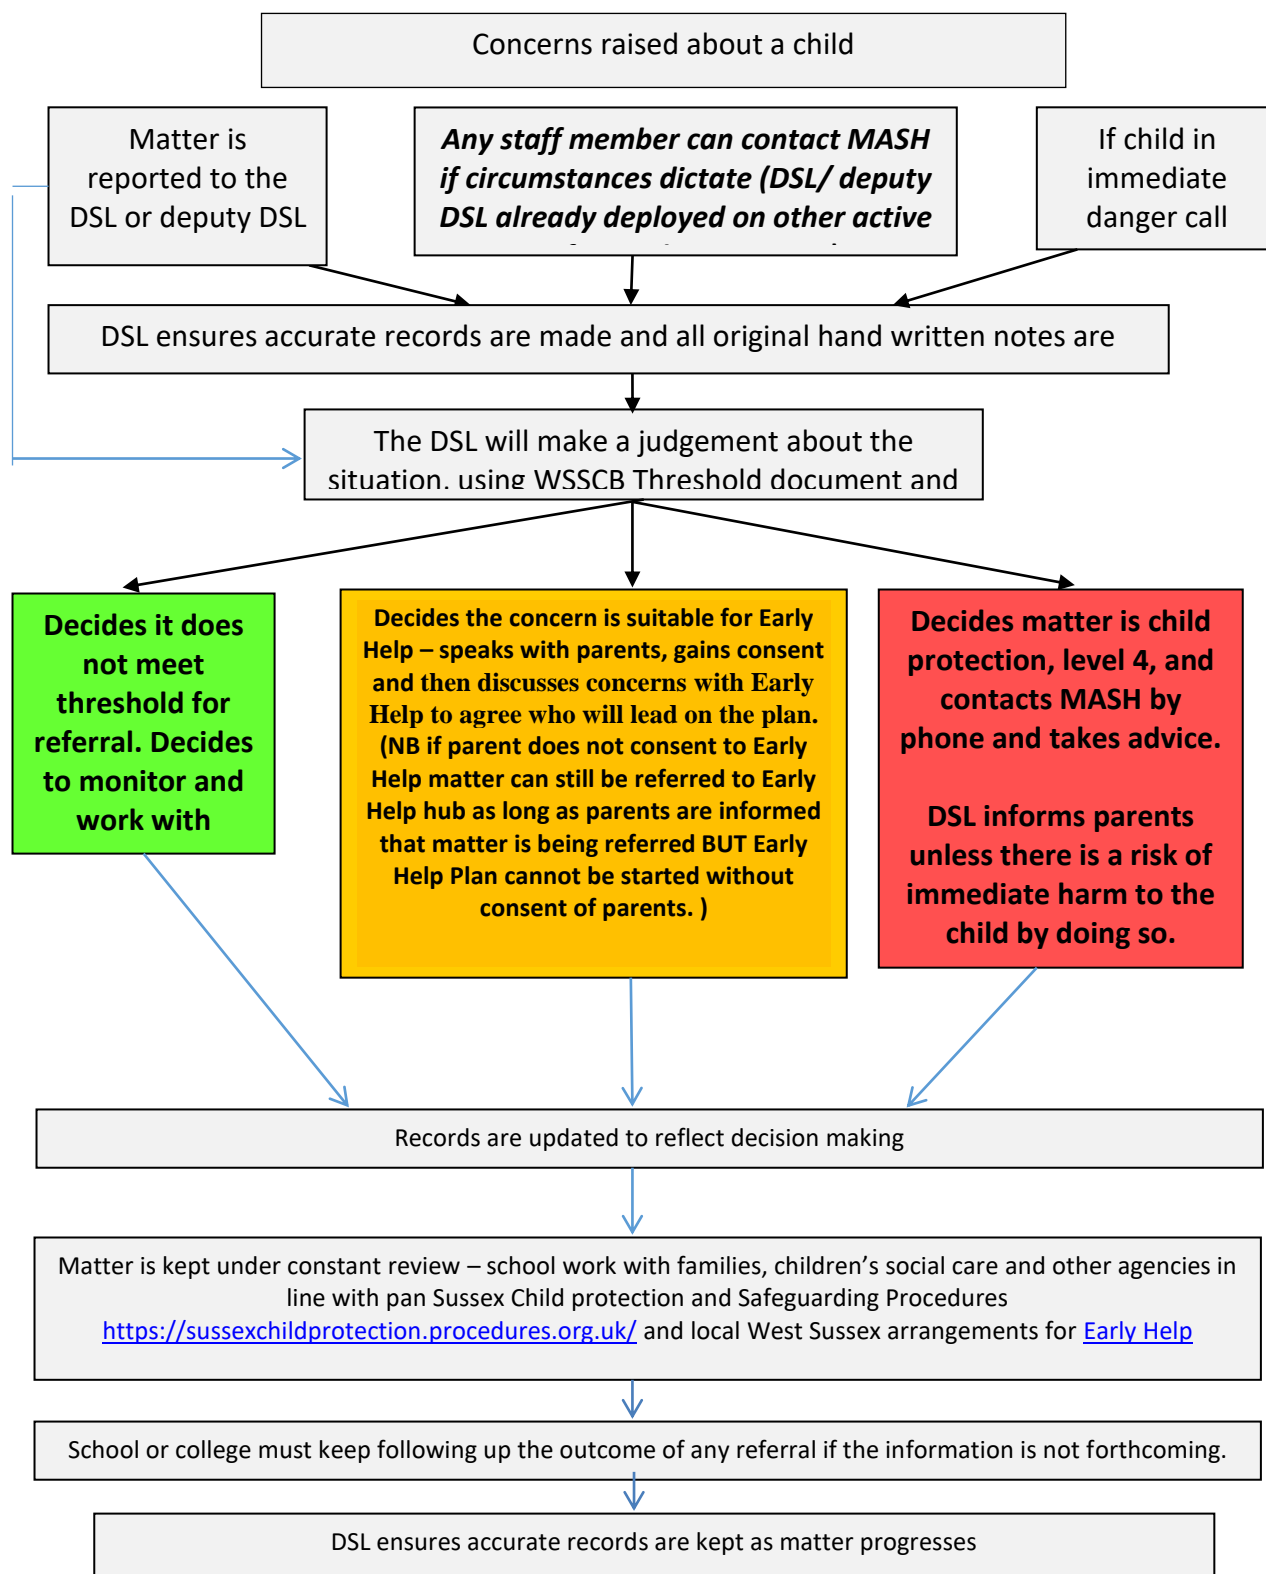 Concerns raised about a child
Matter is
reported to the
DSL or deputy DSL
Any staff member can contact MASH
if circumstances dictate (DSL/ deputy
DSL already deployed on other active
If child in
immediate
danger call
DSL ensures accurate records are made and all original hand written notes are
The DSL will make a judgement about the
situation, using WSSCB Threshold document and
Decides it does
not meet
threshold for
referral. Decides
to monitor and
work with
Decides the concern is suitable for Early
Help – speaks with parents, gains consent
and then discusses concerns with Early
Help to agree who will lead on the plan.
(NB if parent does not consent to Early
Help matter can still be referred to Early
Help hub as long as parents are informed
that matter is being referred BUT Early
Help Plan cannot be started without
consent of parents. )
Decides matter is child
protection, level 4, and
contacts MASH by
phone and takes advice.
DSL informs parents
unless there is a risk of
immediate harm to the
child by doing so.
Records are updated to reflect decision making
Matter is kept under constant review – school work with families, children’s social care and other agencies in
line with pan Sussex Child protection and Safeguarding Procedures
https://sussexchildprotection.procedures.org.uk/ and local West Sussex arrangements for Early Help
School or college must keep following up the outcome of any referral if the information is not forthcoming.
DSL ensures accurate records are kept as matter progresses